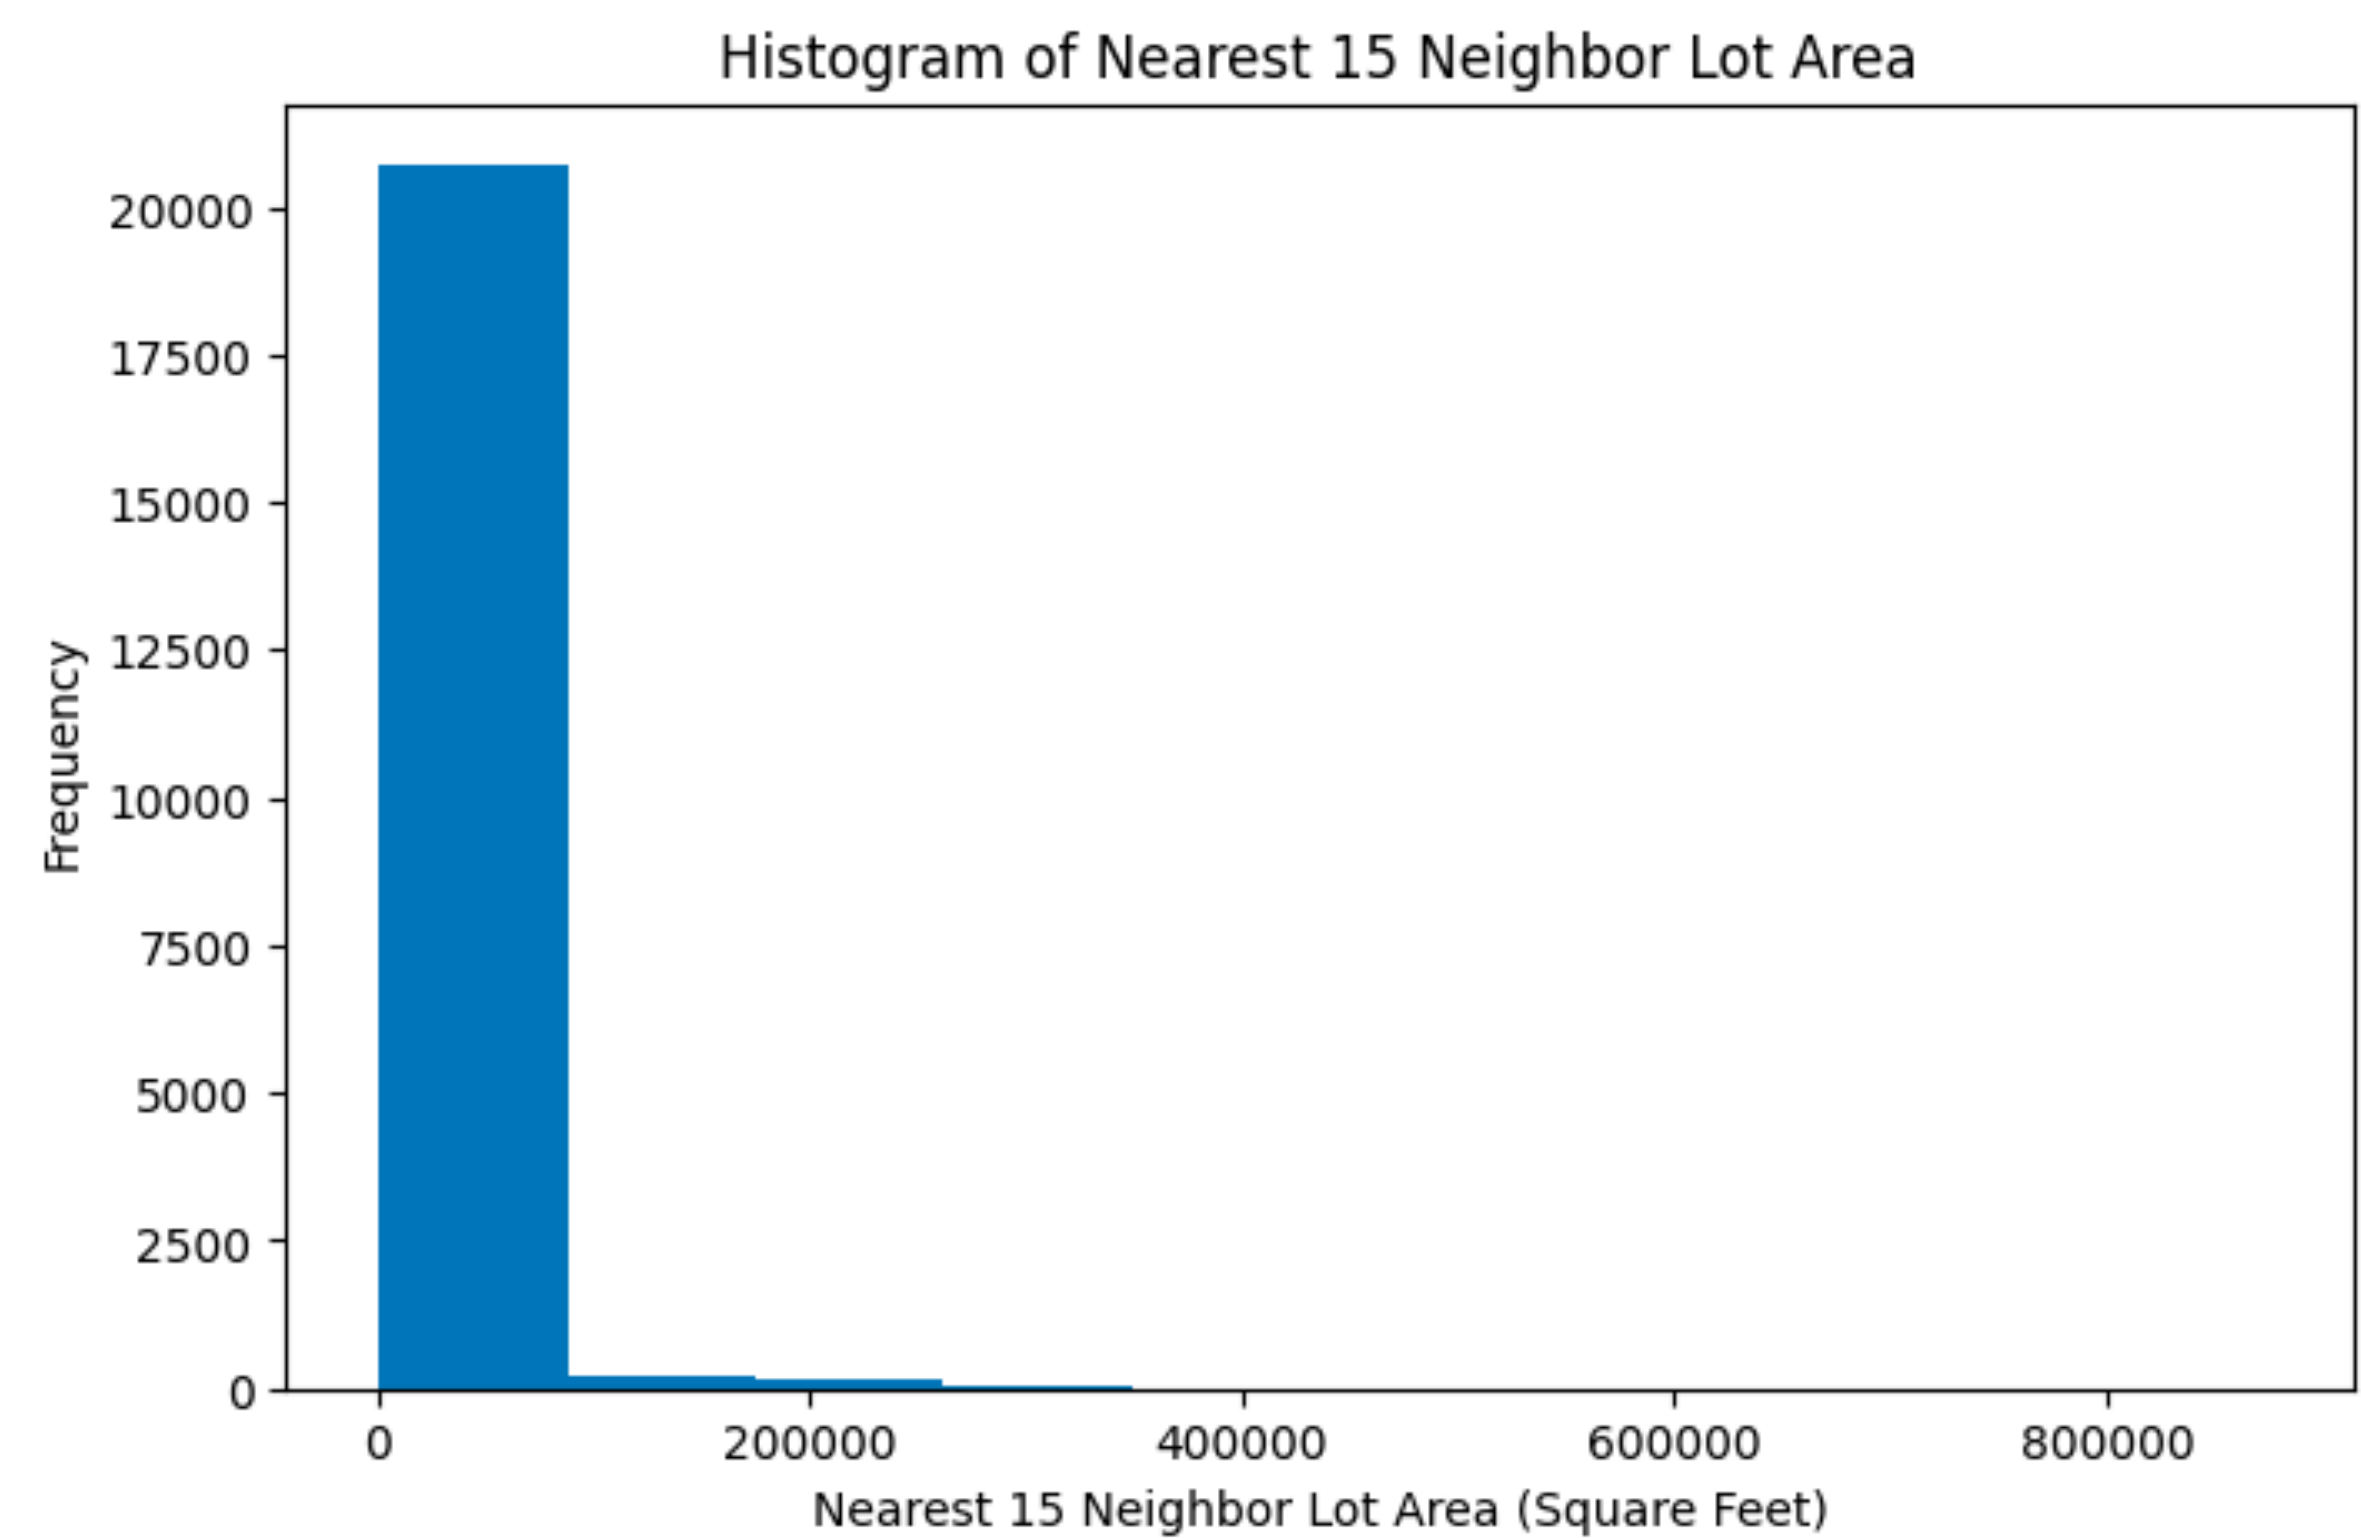 Histogram of Nearest 15 Neighbor Lot Area
20000
17500
15000
12500
10000
7500
5000
2500
0
Frequency
0 200000 400000 600000 800000
Nearest 15 Neighbor Lot Area (Square Feet)